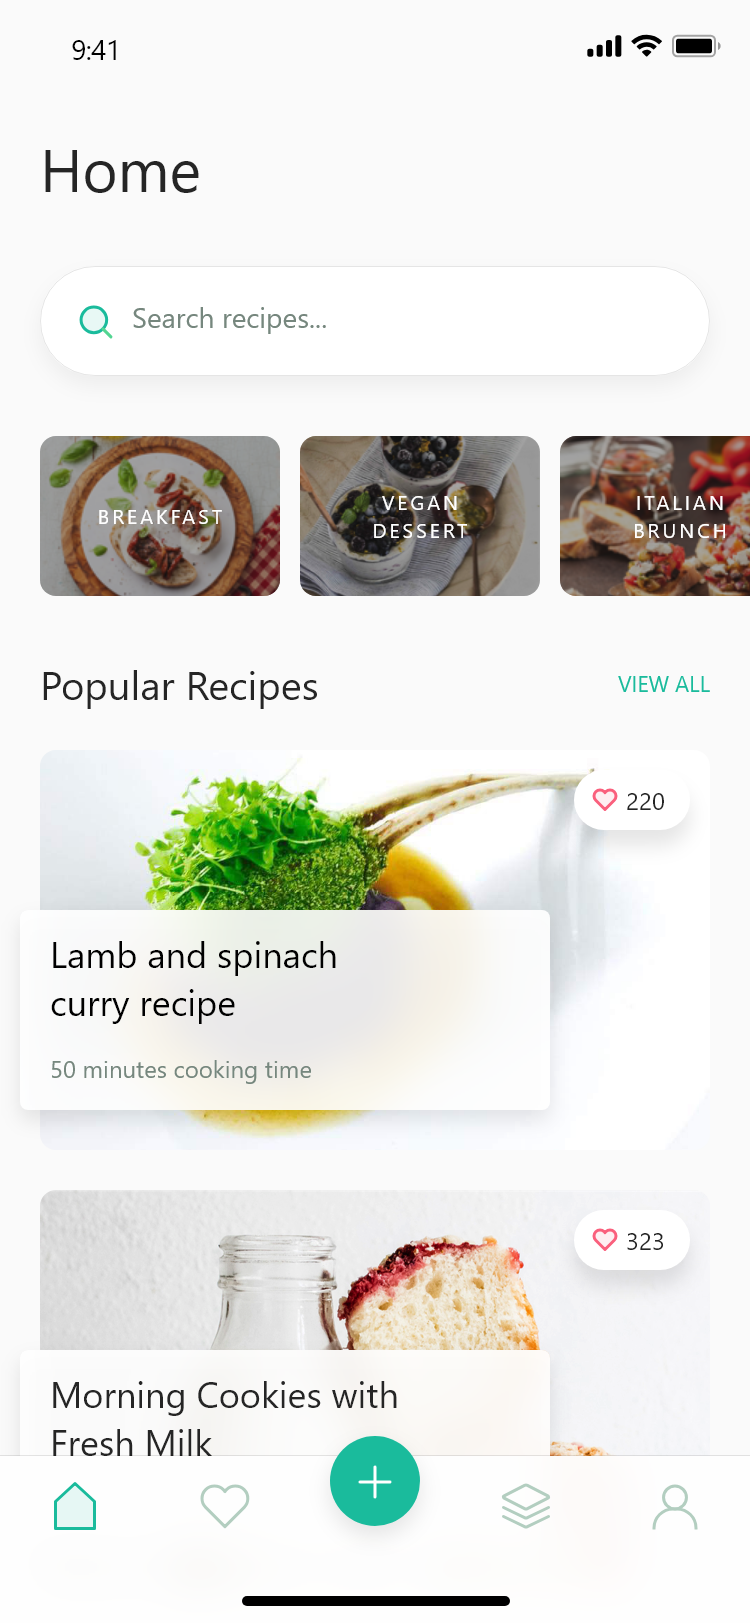 9:41
Home
Search recipes...
BREAKFAST
VEGAN
DESSERT
ITALIAN
BRUNCH
Popular Recipes
VIEW ALL
220
Lamb and spinach
curry recipe
50 minutes cooking time
323
Morning Cookies with
Fresh Milk